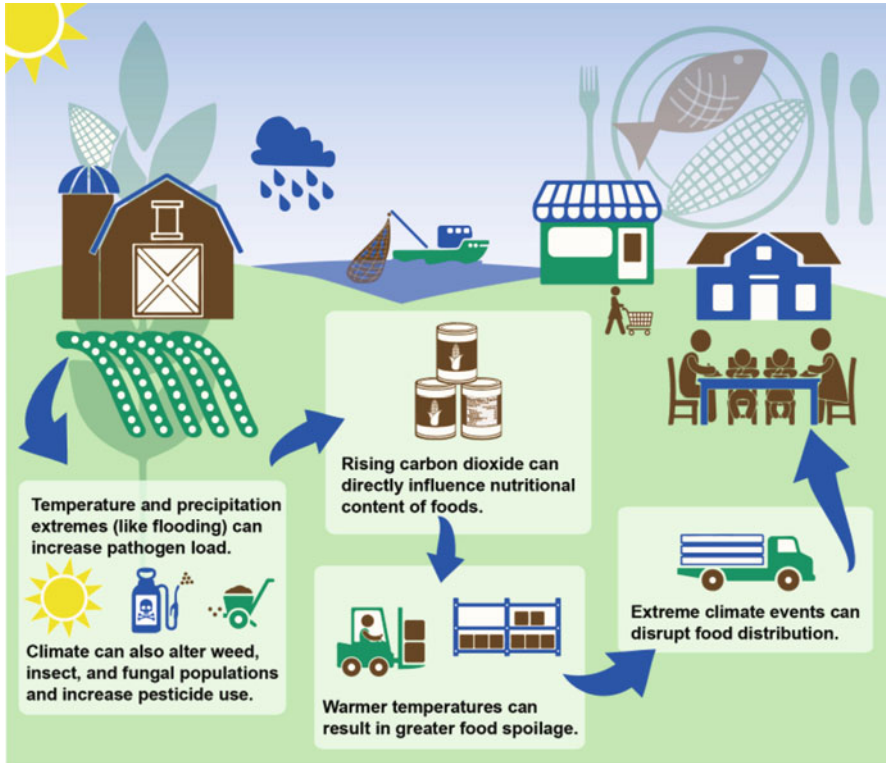 Rising carbon dioxide can
directly influence nutritional
content of foods.
Temperature and precipitation
extremes (like flooding) can
increase pathogen load.
Climate can also alter weed,
insect, and fungal populations
and increase pesticide use.
Warmer temperatures can
result in greater food spoilage.
Extreme climate events can
disrupt food distribution.